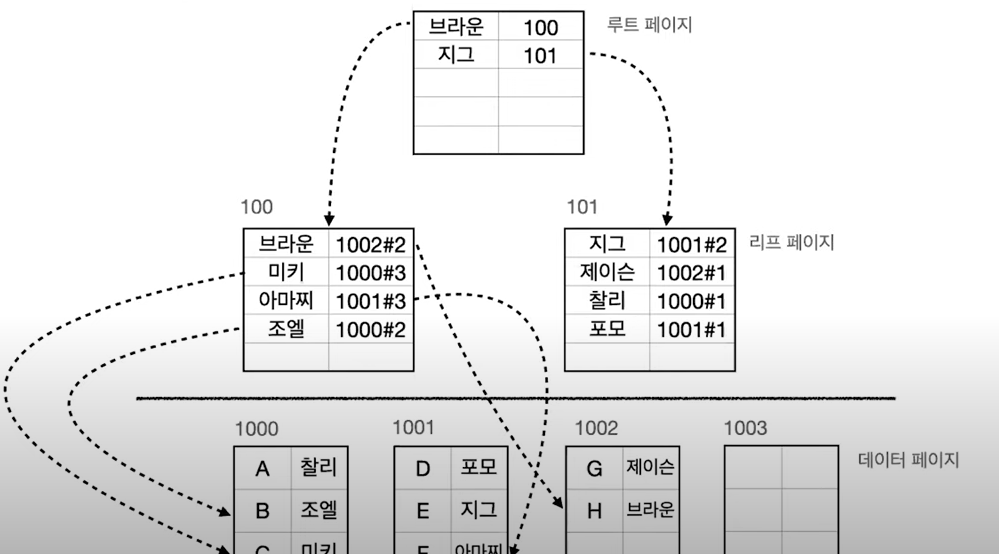 브라운 100 루트 페이지
지그 101
100 101
브라운 1002#2 지그 1001#2 리프 페이지
미키 1000#3 제이슨 1002#1
아마찌 1001#3 찰리 1000#1
조엘 1000#2 포모 1001#1
1000 1001 1002 1003
A 찰리 D 포모 G 제이슨 데이터 페이지
B 조엘 E 지그 H 브라운
C 미키 F 아마찌